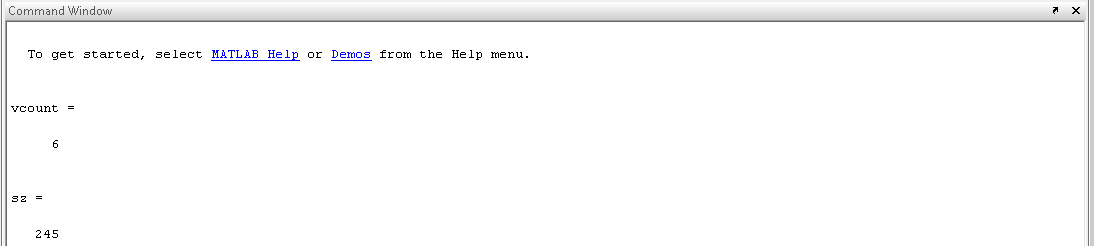 Command Window
To get started, select MATLAB Help or Demos from the Help menu.
vcount =
6
sz =
245